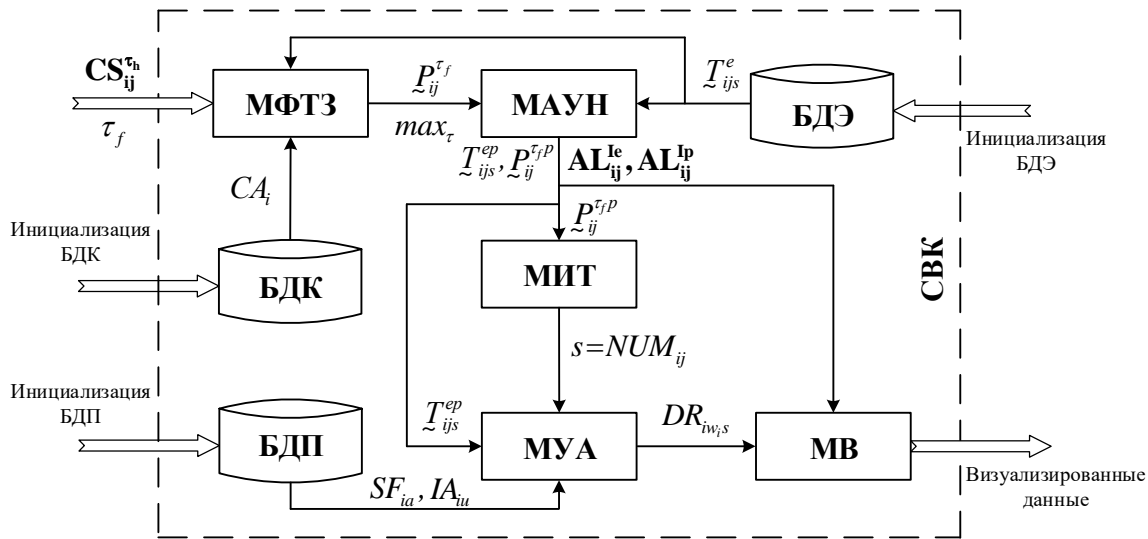 CS_ij^τh
τ_f
МФТЗ
P_ij^τf
max_τ
МАУН
T_ijs^e
БДЭ
Инициализация
БДЭ
T_ijs^ep, P_ij^τfp
AL_ij^Ie, AL_ij^Ip
CA_i
P_ij^τfp
Инициализация
БДК
БДК
МИТ
СВК
s=NUM_ij
Инициализация
БДП
БДП
T_ijs^ep
МУА
DR_iw_is
МВ
SF_ia, IA_iu
Визуализированные
данные